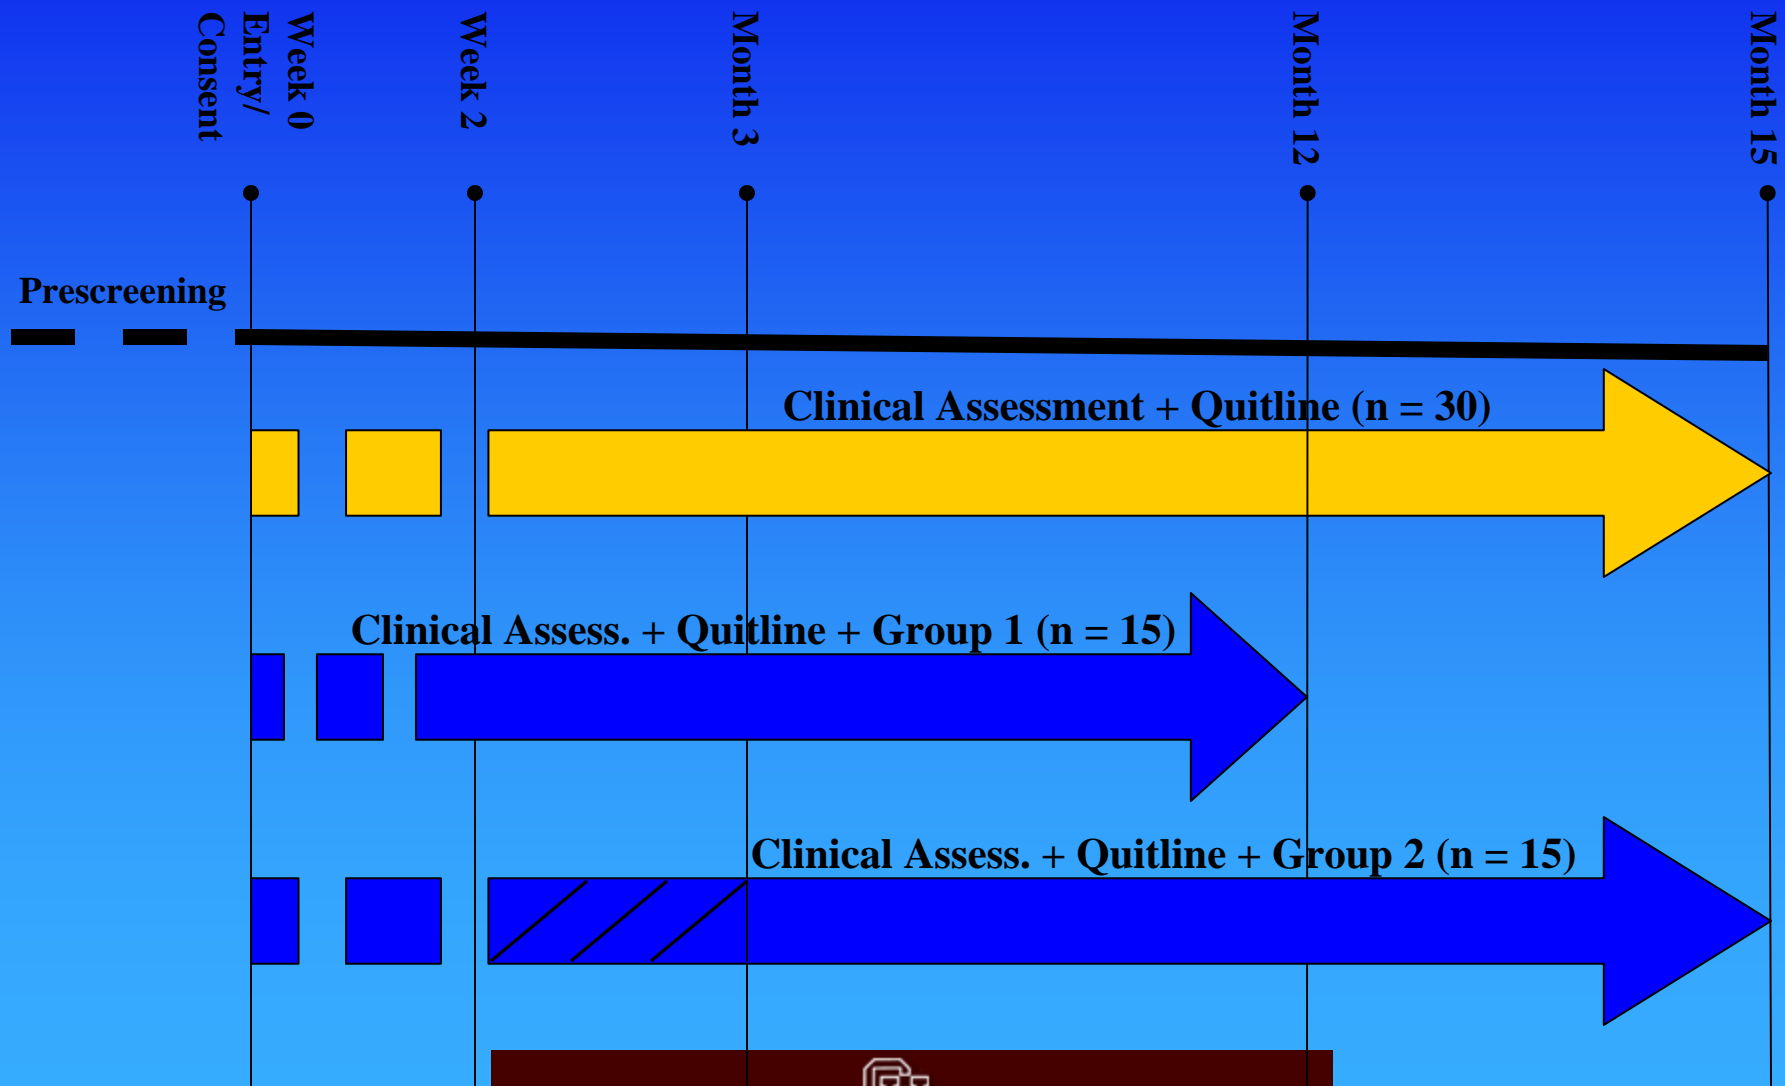 Week 0
Entry/
Consent
Week 2
Month 3
Month 12
Month 15
Prescreening
Clinical Assessment + Quitline (n = 30)
Clinical Assess. + Quitline + Group 1 (n = 15)
Clinical Assess. + Quitline + Group 2 (n = 15)